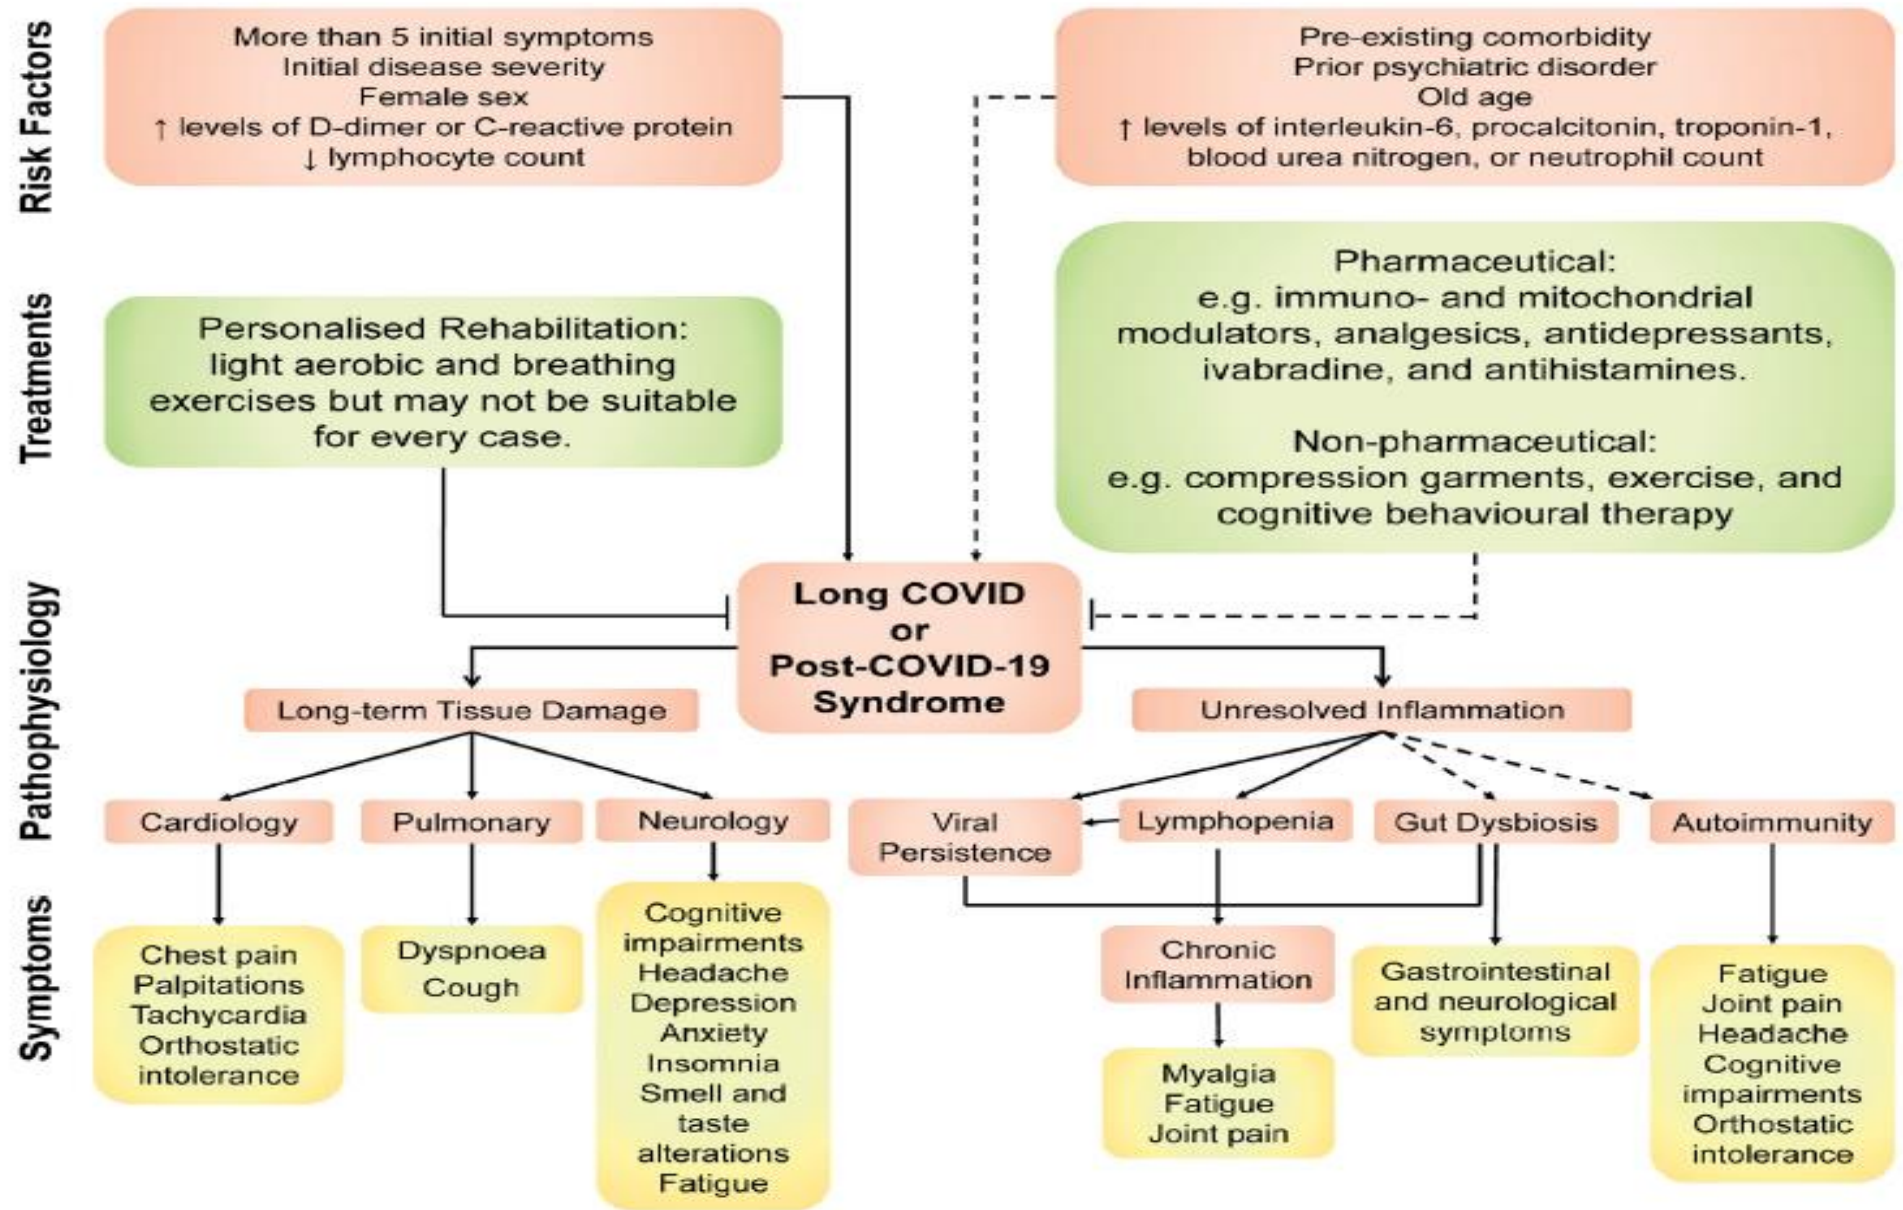 Risk Factors
More than 5 initial symptoms
Initial disease severity
Female sex
↑ levels of D-dimer or C-reactive protein
↓ lymphocyte count
Pre-existing comorbidity
Prior psychiatric disorder
Old age
↑ levels of interleukin-6, procalcitonin, troponin-1,
blood urea nitrogen, or neutrophil count
Treatments
Personalised Rehabilitation:
light aerobic and breathing
exercises but may not be suitable
for every case.
Pharmaceutical:
e.g. immuno- and mitochondrial
modulators, analgesics, antidepressants,
ivabradine, and antihistamines.
Non-pharmaceutical:
e.g. compression garments, exercise, and
cognitive behavioural therapy
Pathophysiology
Long COVID
or
Post-COVID-19
Syndrome
Long-term Tissue Damage
Unresolved Inflammation
Cardiology
Pulmonary
Neurology
Viral
Persistence
Lymphopenia
Gut Dysbiosis
Autoimmunity
Symptoms
Chest pain
Palpitations
Tachycardia
Orthostatic
intolerance
Dyspnoea
Cough
Cognitive
impairments
Headache
Depression
Anxiety
Insomnia
Smell and
taste
alterations
Fatigue
Chronic
Inflammation
Myalgia
Fatigue
Joint pain
Gastrointestinal
and neurological
symptoms
Fatigue
Joint pain
Headache
Cognitive
impairments
Orthostatic
intolerance